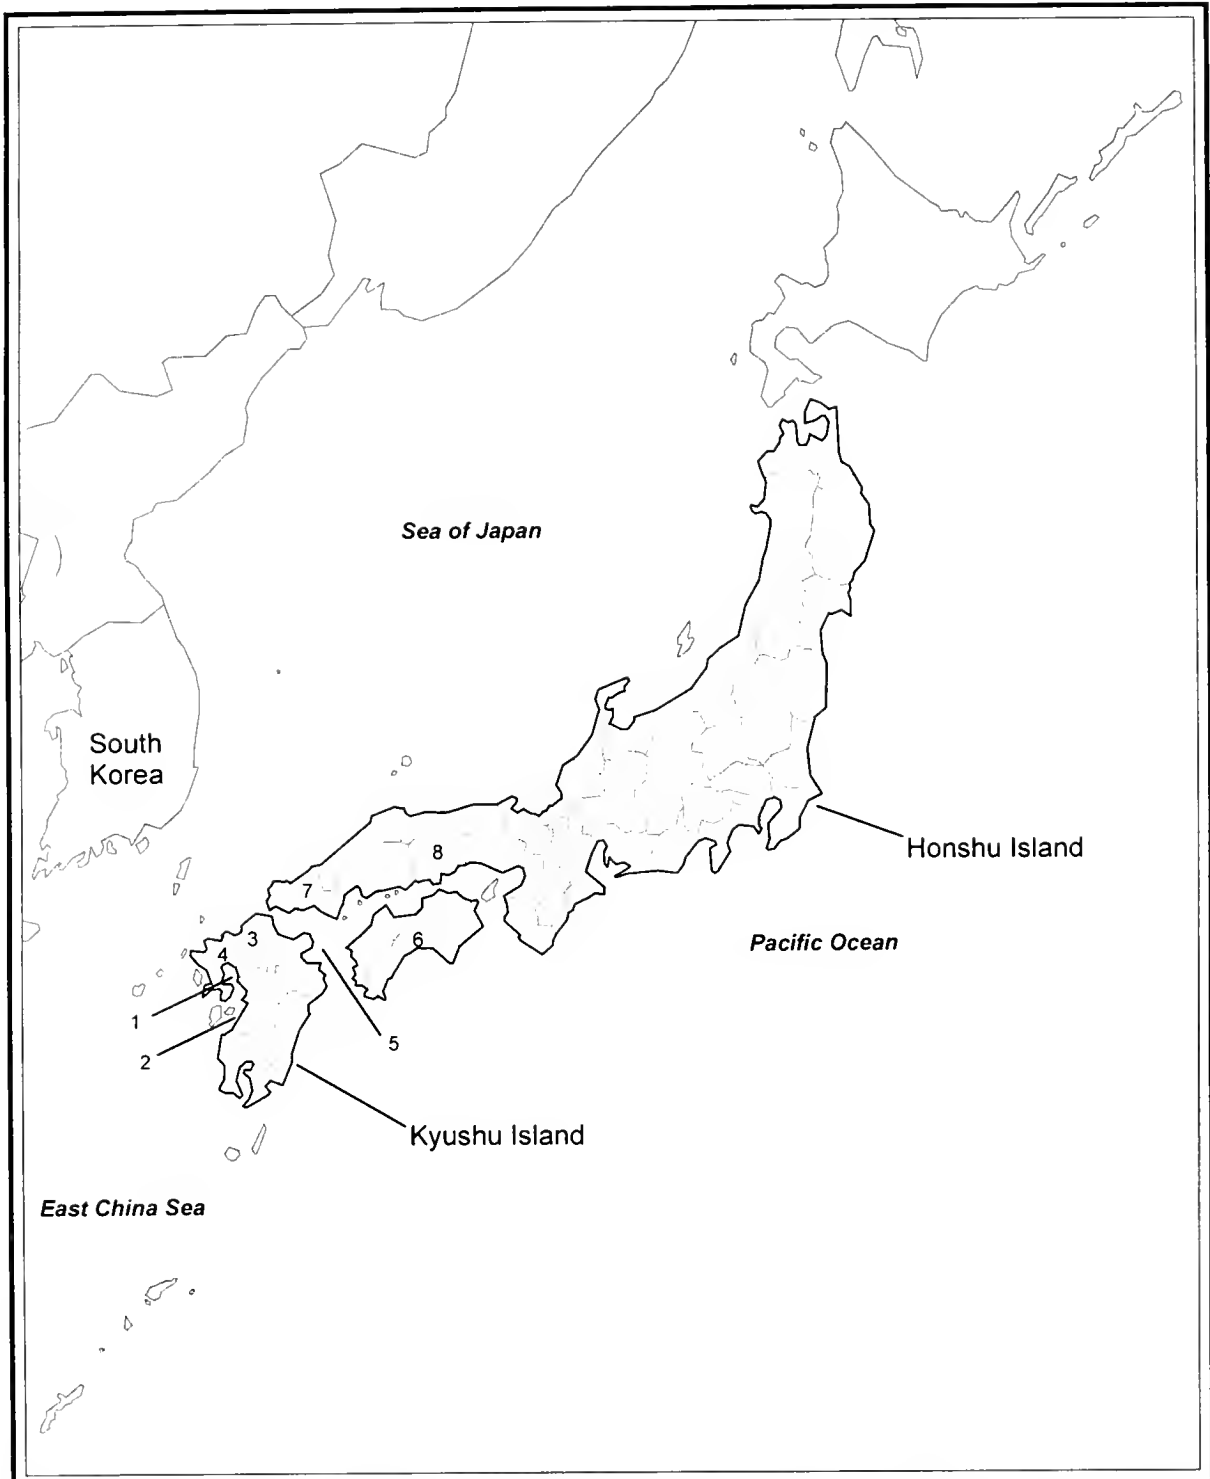 Sea of Japan
South
Korea
8
Honshu Island
7
Pacific Ocean
3
6
4
1
5
2
Kyushu Island
East China Sea